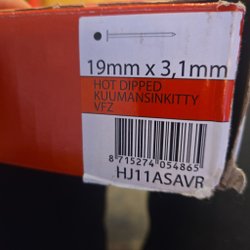 19mm x 3,1mm
HOT DIPPED
KUUMANSINKITTY
VFZ
8 715274 054865
HJ11ASAVR